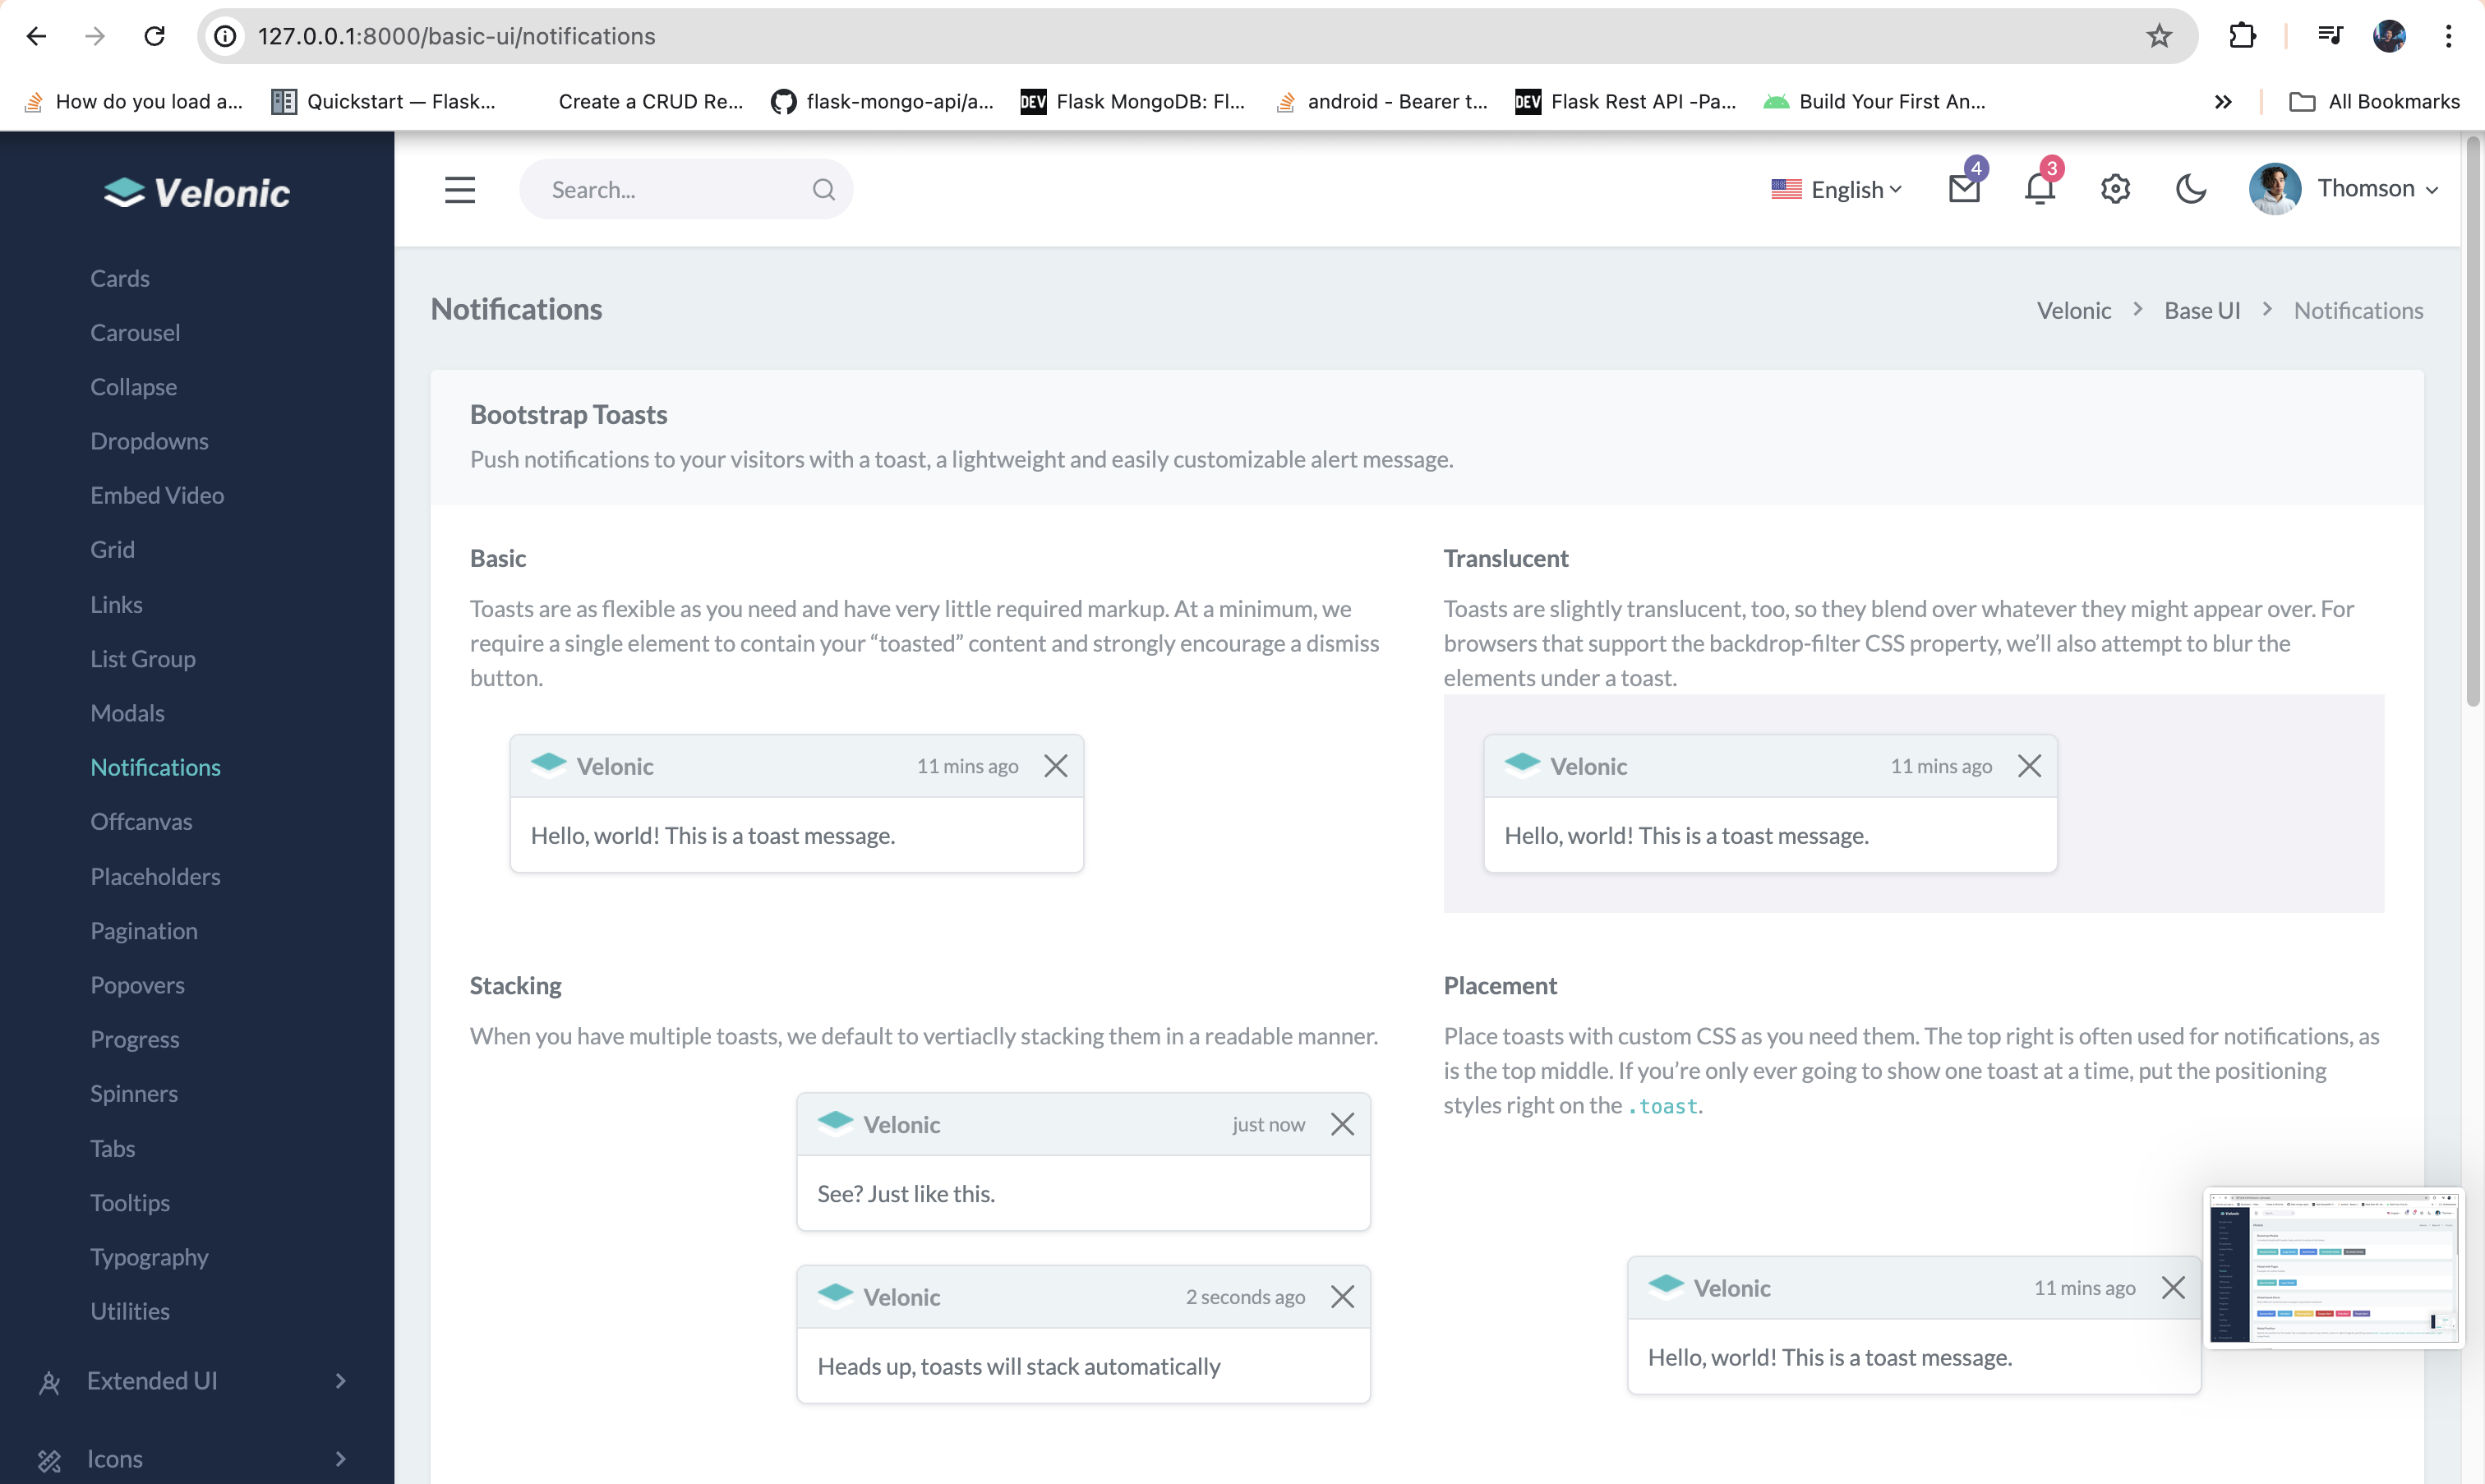 127.0.0.1:8000/basic-ui/notifications
How do you load a...
Quickstart — Flask...
Create a CRUD Re...
flask-mongo-api/a...
DEV Flask MongoDB: Fl...
android - Bearer t...
DEV Flask Rest API -Pa...
Build Your First An...
All Bookmarks
Velonic
Search...
English
4
3
Thomson
Cards
Carousel
Collapse
Dropdowns
Embed Video
Grid
Links
List Group
Modals
Notifications
Offcanvas
Placeholders
Pagination
Popovers
Progress
Spinners
Tabs
Tooltips
Typography
Utilities
Extended UI
Icons
Notifications
Velonic > Base UI > Notifications
Bootstrap Toasts
Push notifications to your visitors with a toast, a lightweight and easily customizable alert message.
Basic
Toasts are as flexible as you need and have very little required markup. At a minimum, we
require a single element to contain your “toasted” content and strongly encourage a dismiss
button.
Velonic 11 mins ago
Hello, world! This is a toast message.
Translucent
Toasts are slightly translucent, too, so they blend over whatever they might appear over. For
browsers that support the backdrop-filter CSS property, we’ll also attempt to blur the
elements under a toast.
Velonic 11 mins ago
Hello, world! This is a toast message.
Stacking
When you have multiple toasts, we default to vertiaclly stacking them in a readable manner.
Velonic just now
See? Just like this.
Velonic 2 seconds ago
Heads up, toasts will stack automatically
Placement
Place toasts with custom CSS as you need them. The top right is often used for notifications, as
is the top middle. If you’re only ever going to show one toast at a time, put the positioning
styles right on the .toast.
Velonic 11 mins ago
Hello, world! This is a toast message.